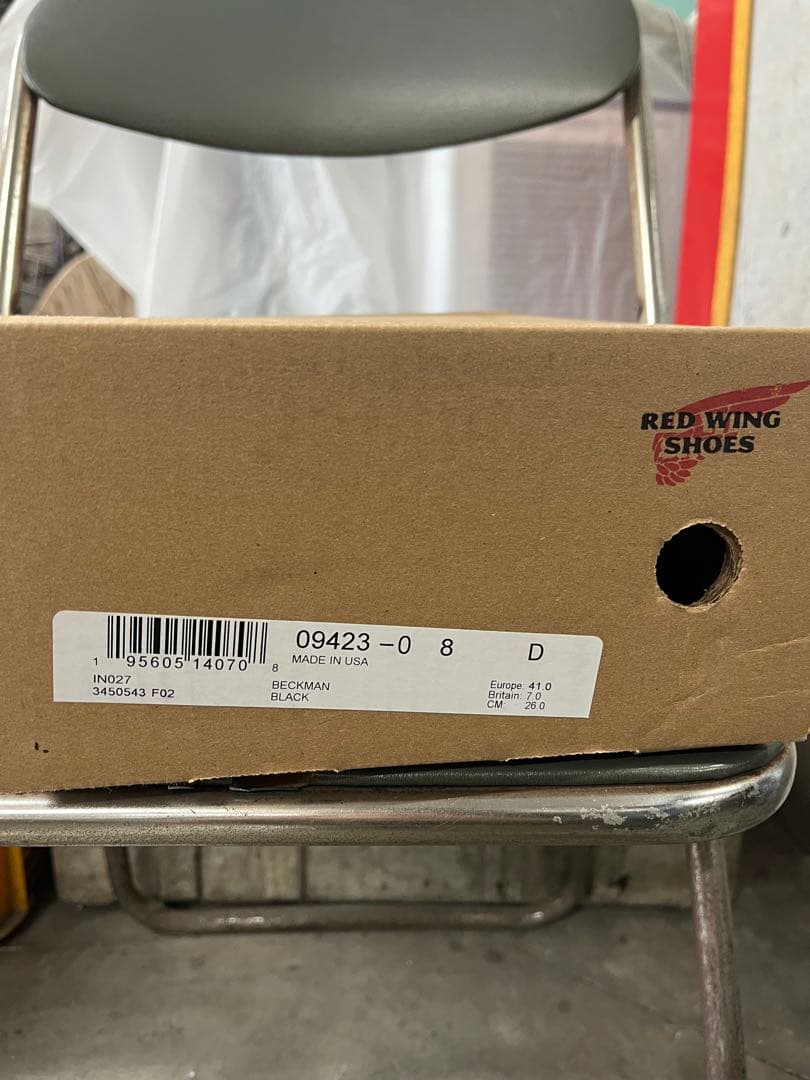 RED WING
SHOES
09423 -0 8 D
MADE IN USA
1 95605 14070 8
IN027
3450543 F02
BECKMAN
BLACK
Europe: 41.0
Britain: 7.0
CM: 26.0